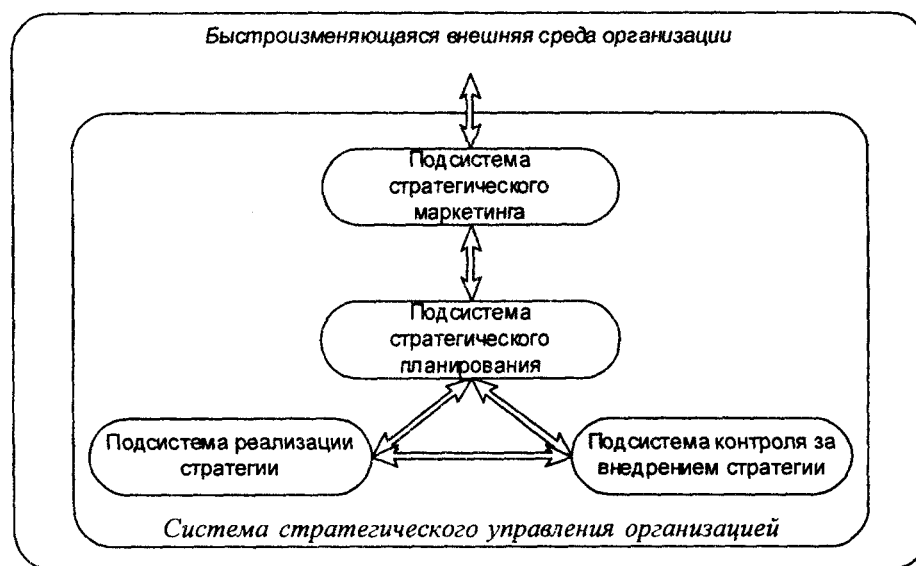 Быстроизменяющаяся внешняя среда организации
Подсистема
стратегического
маркетинга
Подсистема
стратегического
планирования
Подсистема реализации
стратегии
Подсистема контроля за
внедрением стратегии
Система стратегического управления организацией